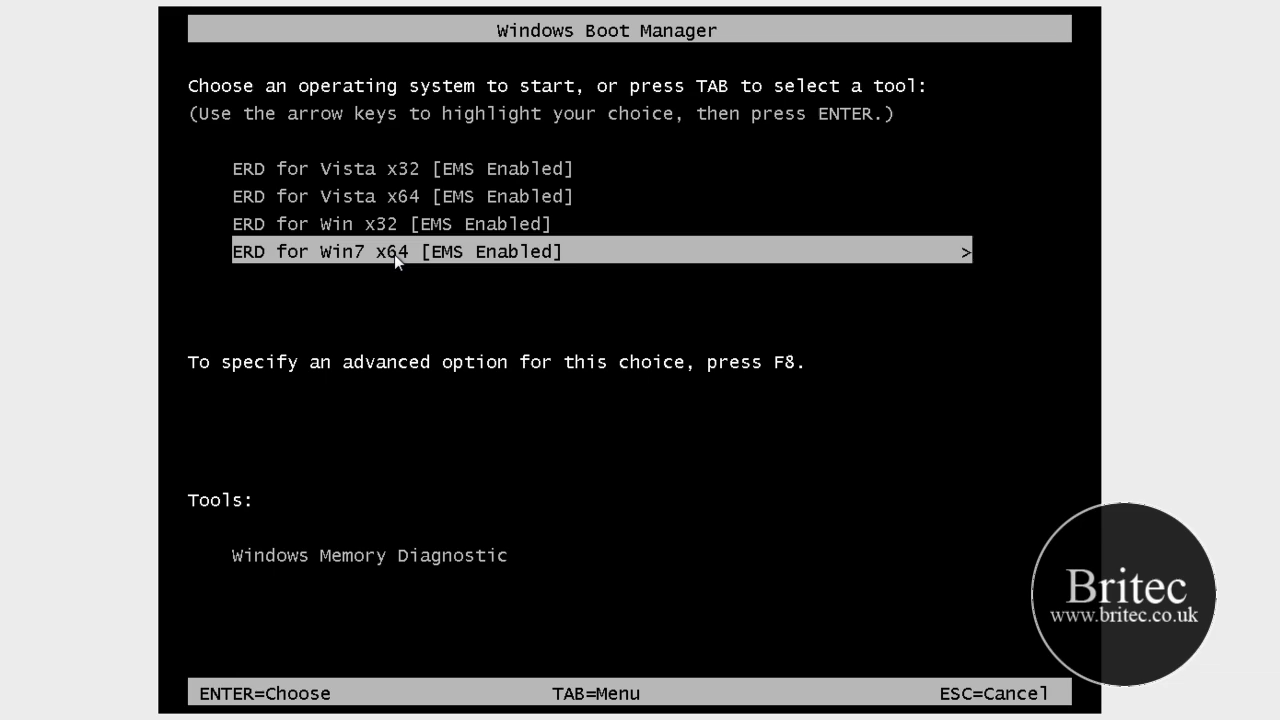 Windows Boot Manager
Choose an operating system to start, or press TAB to select a tool:
(Use the arrow keys to highlight your choice, then press ENTER.)
ERD for Vista x32 [EMS Enabled]
ERD for Vista x64 [EMS Enabled]
ERD for Win x32 [EMS Enabled]
ERD for Win7 x64 [EMS Enabled] >
To specify an advanced option for this choice, press F8.
Tools:
Windows Memory Diagnostic
Britec
www.britec.co.uk
ENTER=Choose TAB=Menu ESC=Cancel